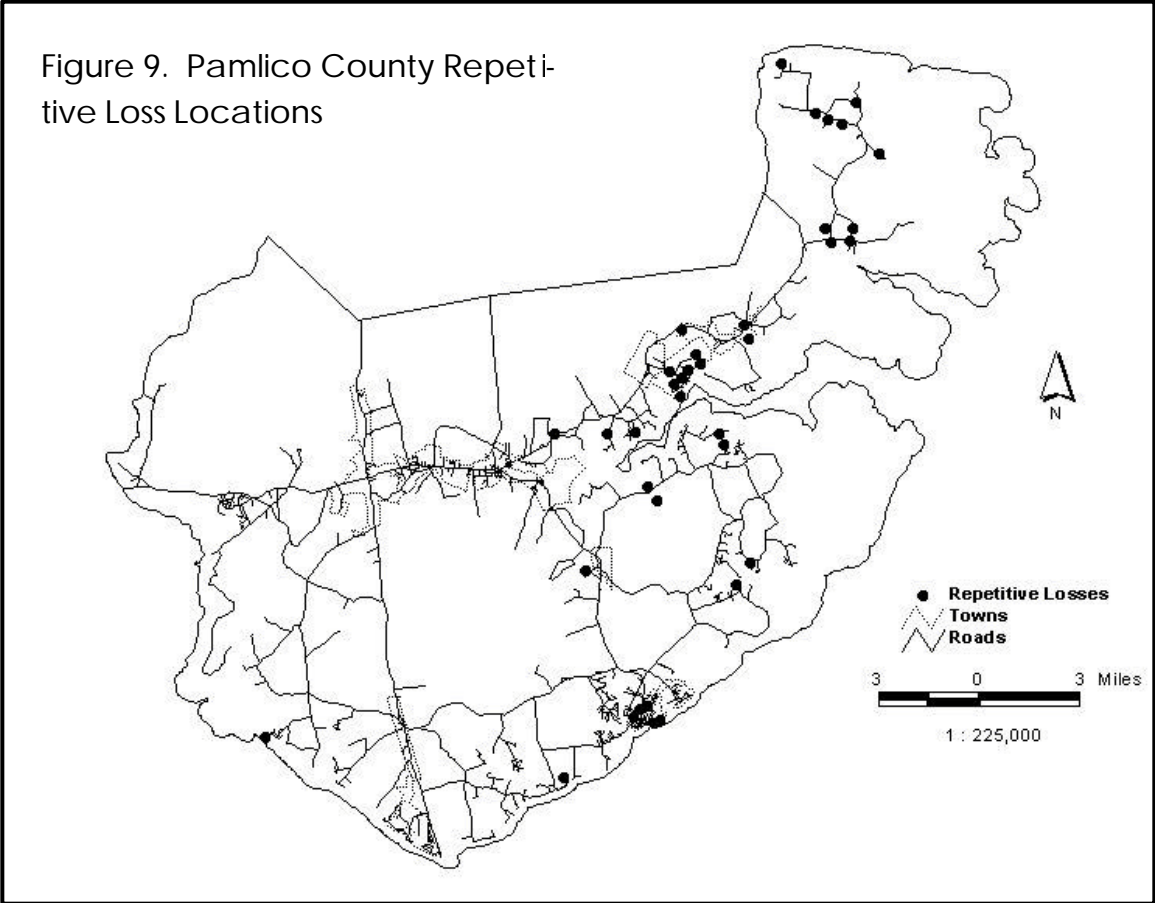 Figure 9. Pamlico County Repeti-
tive Loss Locations
N
Repetitive Losses
Towns
Roads
3 0 3 Miles
1 : 225,000